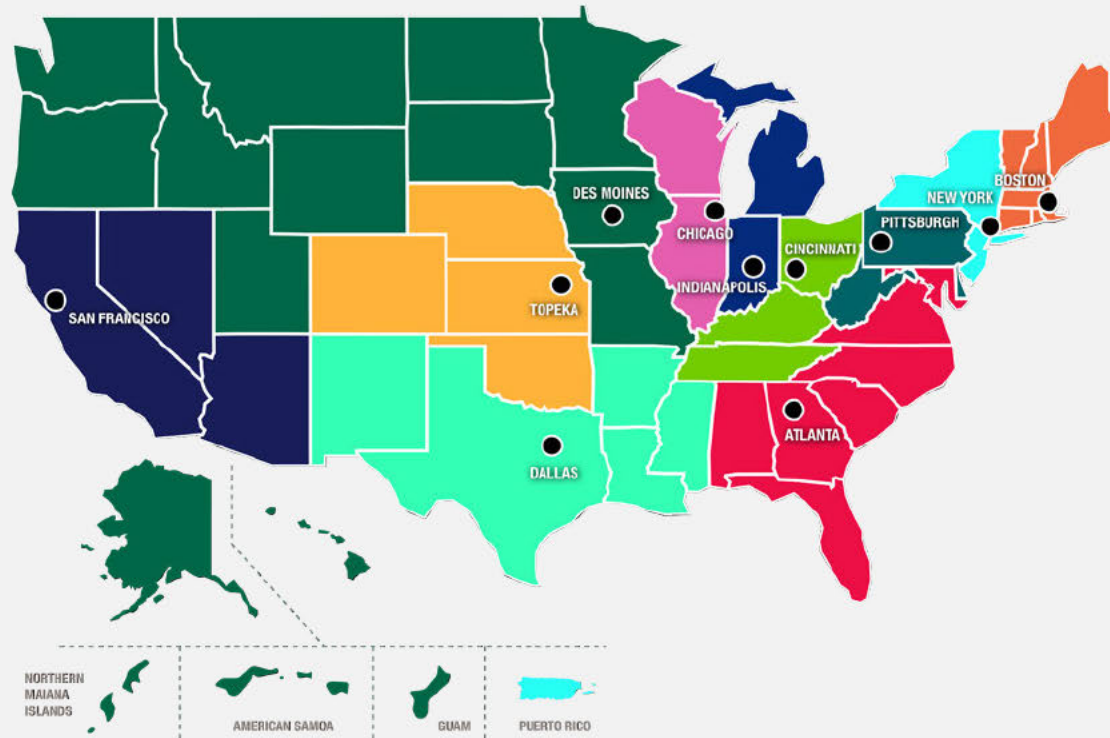 DES MOINES
BOSTON
NEW YORK
PITTSBURGH
CHICAGO
CINCINNATI
INDIANAPOLIS
TOPEKA
SAN FRANCISCO
ATLANTA
DALLAS
NORTHERN
MAIANA
ISLANDS
AMERICAN SAMOA
GUAM
PUERTO RICO